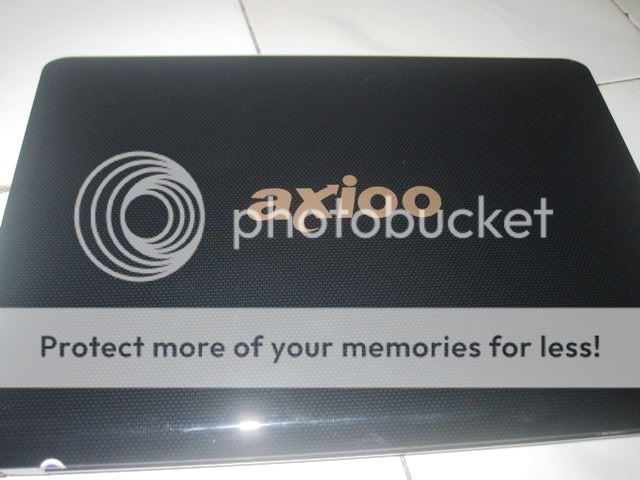 axioo
photobucket
Protect more of your memories for less!